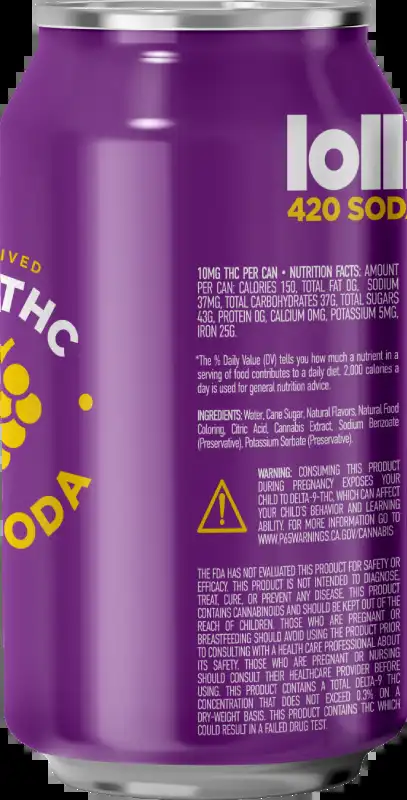 loll
420 SODA
IVED
THC
ODA
10MG THC PER CAN • NUTRITION FACTS: AMOUNT
PER CAN: CALORIES 150, TOTAL FAT 0G, SODIUM
37MG, TOTAL CARBOHYDRATES 37G, TOTAL SUGARS
43G, PROTEIN 0G, CALCIUM 0MG, POTASSIUM 5MG,
IRON 25G.
*The % Daily Value (DV) tells you how much a nutrient in a
serving of food contributes to a daily diet. 2,000 calories a
day is used for general nutrition advice.
INGREDIENTS: Water, Cane Sugar, Natural Flavors, Natural Food
Coloring, Citric Acid, Cannabis Extract, Sodium Benzoate
(Preservative), Potassium Sorbate (Preservative).
WARNING: CONSUMING THIS PRODUCT
DURING PREGNANCY EXPOSES YOUR
CHILD TO DELTA-9-THC, WHICH CAN AFFECT
YOUR CHILD'S BEHAVIOR AND LEARNING
ABILITY. FOR MORE INFORMATION GO TO
WWW.P65WARNINGS.CA.GOV/CANNABIS
THE FDA HAS NOT EVALUATED THIS PRODUCT FOR SAFETY OR
EFFICACY. THIS PRODUCT IS NOT INTENDED TO DIAGNOSE,
TREAT, CURE, OR PREVENT ANY DISEASE. THIS PRODUCT
CONTAINS CANNABINOIDS AND SHOULD BE KEPT OUT OF THE
REACH OF CHILDREN. THOSE WHO ARE PREGNANT OR
BREASTFEEDING SHOULD AVOID USING THE PRODUCT PRIOR
TO CONSULTING WITH A HEALTH CARE PROFESSIONAL ABOUT
ITS SAFETY. THOSE WHO ARE PREGNANT OR NURSING
SHOULD CONSULT THEIR HEALTHCARE PROVIDER BEFORE
USING. THIS PRODUCT CONTAINS A TOTAL DELTA-9 THC
CONCENTRATION THAT DOES NOT EXCEED 0.3% ON A
DRY-WEIGHT BASIS. THIS PRODUCT CONTAINS THC WHICH
COULD RESULT IN A FAILED DRUG TEST.